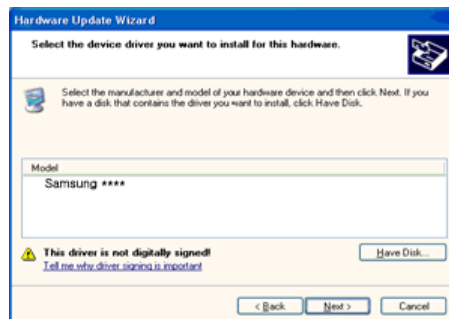 Hardware Update Wizard
Select the device driver you want to install for this hardware.
Select the manufacturer and model of your hardware device and then click Next. If you
have a disk that contains the driver you want to install, click Have Disk.
Model
Samsung ****
This driver is not digitally signed!
Have Disk...
Tell me why driver signing is important
< Back
Next >
Cancel